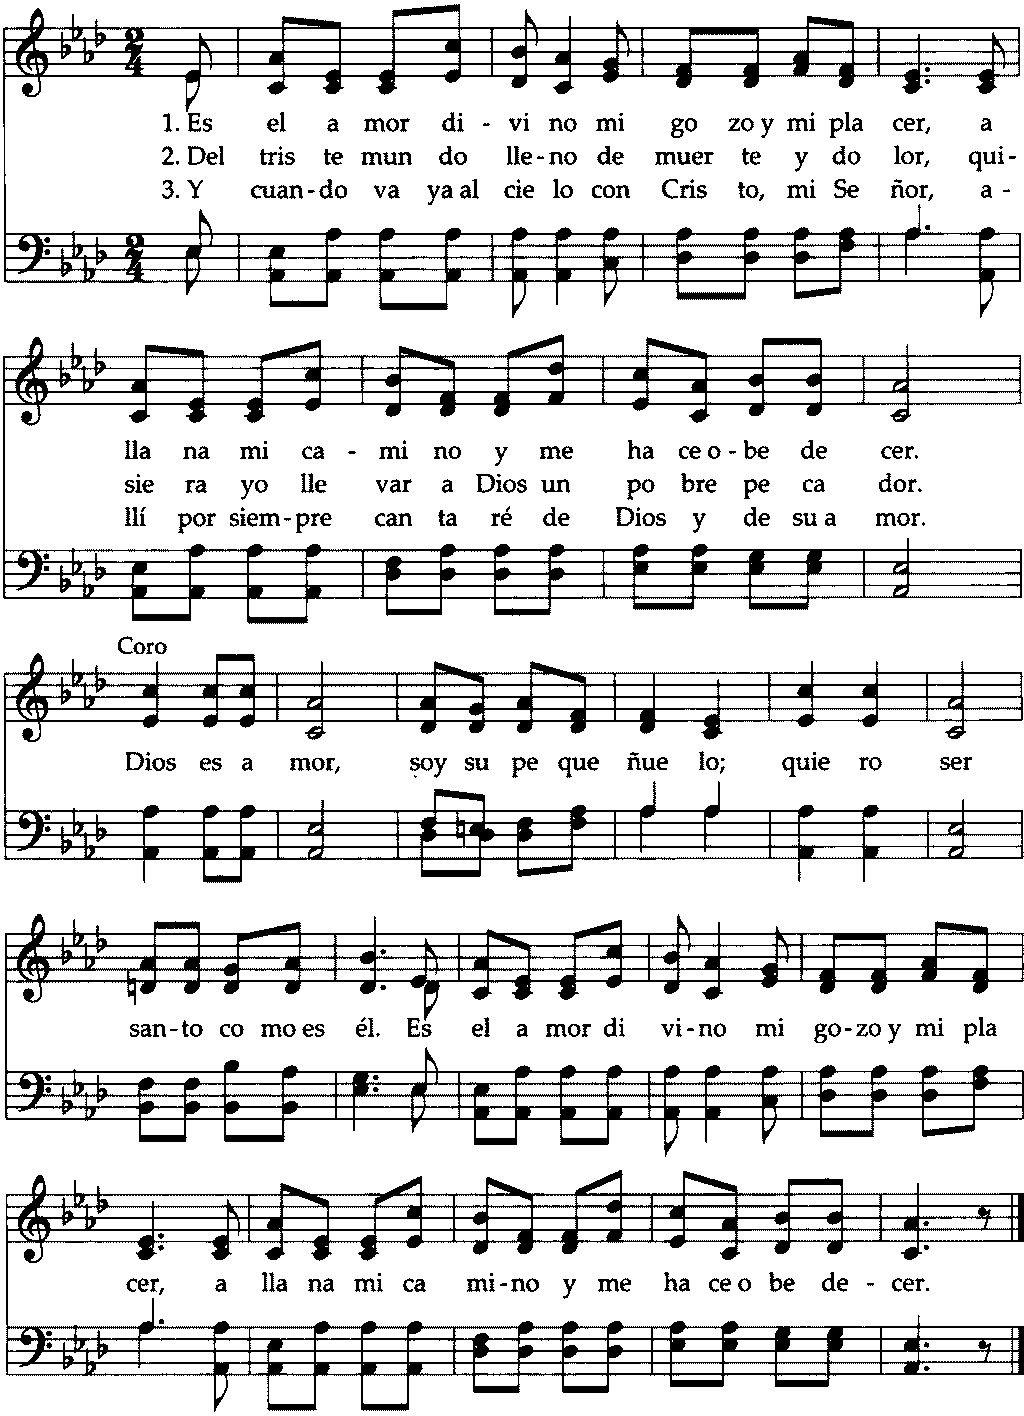 1. Es el a mor di - vi no mi go zo y mi pla cer, a
2. Del tris te mun do lle - no de muer te y do lor, qui-
3. Y cuan - do va ya al cie lo con Cris to, mi Se ñor, a-
lla na mi ca - mi no y me ha ce o - be de cer.
sie ra yo lle var a Dios un po bre pe ca dor.
llí por siem - pre can ta ré de Dios y de su a mor.
Coro
Dios es a mor, soy su pe que ñue lo; quie ro ser
san - to co mo es él. Es el a mor di vi - no mi go - zo y mi pla
cer, a lla na mi ca mi - no y me ha ce o be de - cer.